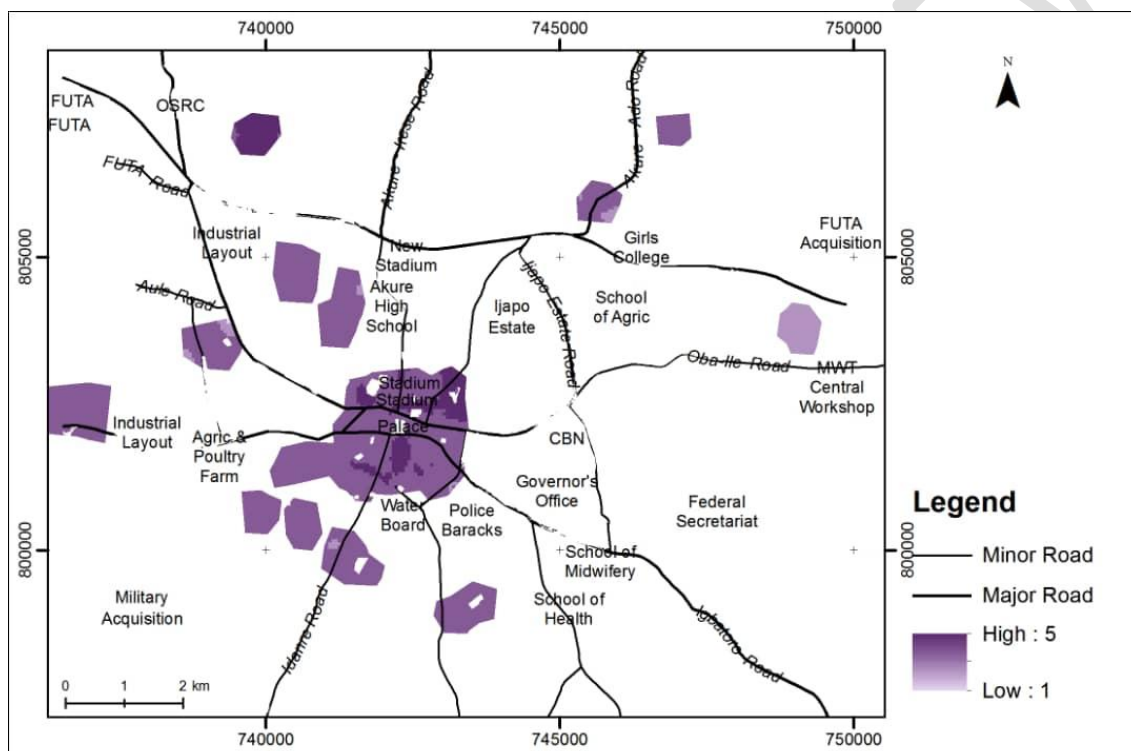 740000 745000 750000
N
FUTA
FUTA
OSRC
FUTA Road
Akure - Irese Road
Akure - Ado Road
Industrial
Layout
New
Stadium
Girls
College
FUTA
Acquisition
805000
805000
Aule Road
Akure
High
School
Ijapo
Estate
Ijapo Estate Road
School
of Agric
Oba-Ile Road
MWT
Central
Workshop
Stadium
Stadium
Palace
Industrial
Layout
Agric &
Poultry
Farm
CBN
Governor's
Office
Water
Board
Police
Baracks
Federal
Secretariat
800000
800000
School of
Midwifery
School of
Health
Military
Acquisition
Idanre Road
Igbatoro Road
0 1 2 km
740000 745000 750000
Legend
Minor Road
Major Road
High : 5
Low : 1